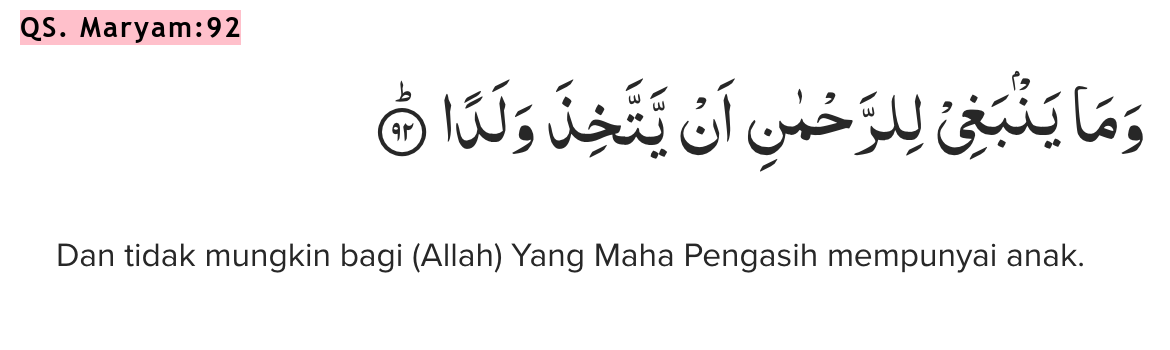 QS. Maryam:92
وَمَا يَنْۢبَغِيْ لِلرَّحْمٰنِ اَنْ يَّتَّخِذَ وَلَدًا ۗ ٩٢
Dan tidak mungkin bagi (Allah) Yang Maha Pengasih mempunyai anak.